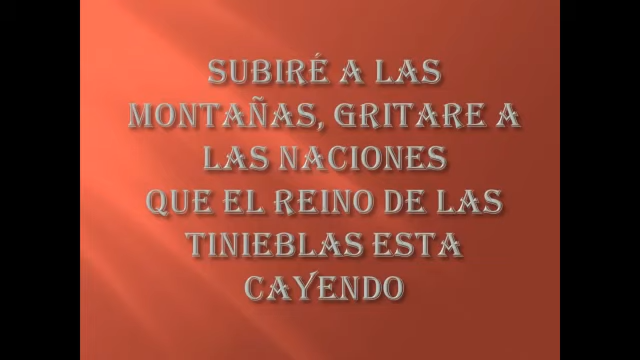 SUBIRÉ A LAS
MONTAÑAS, GRITARE A
LAS NACIONES
QUE EL REINO DE LAS
TINIEBLAS ESTA
CAYENDO